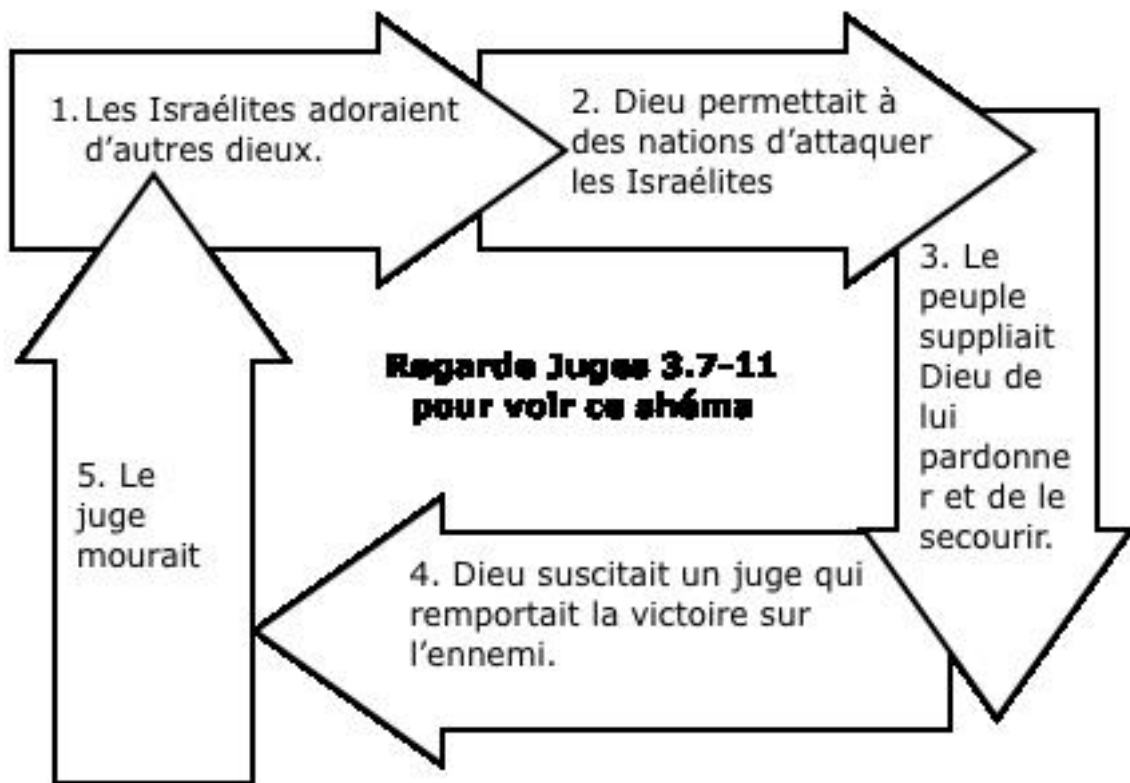 1. Les Israélites adoraient
d'autres dieux.
2. Dieu permettait à
des nations d'attaquer
les Israélites
3. Le
peuple
suppliait
Dieu de
lui
pardonne
r et de le
secourir.
Regarde Juges 3.7-11
pour voir ce shéma
4. Dieu suscitait un juge qui
remportait la victoire sur
l'ennemi.
5. Le
juge
mourait